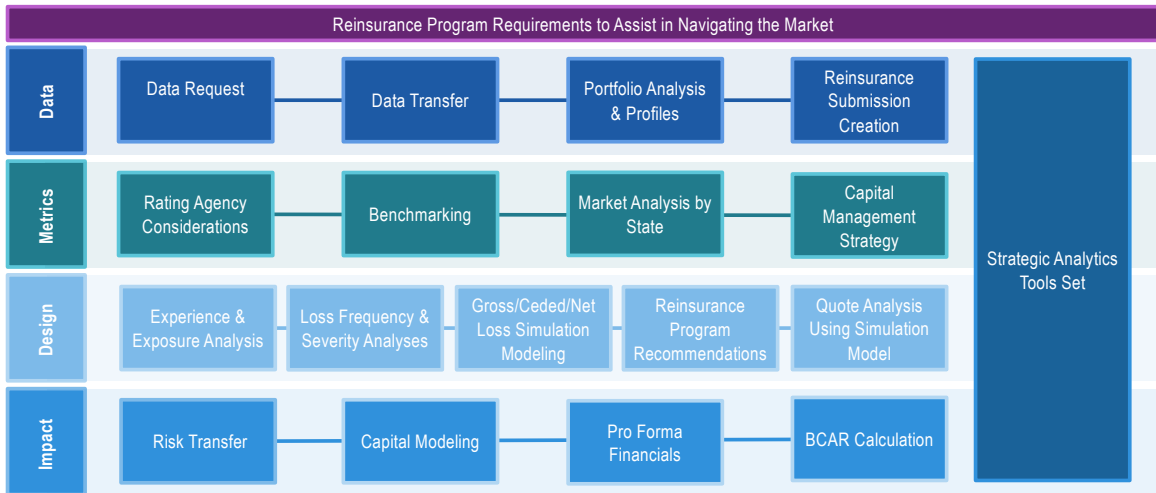 Reinsurance Program Requirements to Assist in Navigating the Market
Data
Data Request
Data Transfer
Portfolio Analysis
& Profiles
Reinsurance
Submission
Creation
Metrics
Rating Agency
Considerations
Benchmarking
Market Analysis by
State
Capital
Management
Strategy
Strategic Analytics
Tools Set
Design
Experience &
Exposure Analysis
Loss Frequency &
Severity Analyses
Gross/Ceded/Net
Loss Simulation
Modeling
Reinsurance
Program
Recommendations
Quote Analysis
Using Simulation
Model
Impact
Risk Transfer
Capital Modeling
Pro Forma
Financials
BCAR Calculation